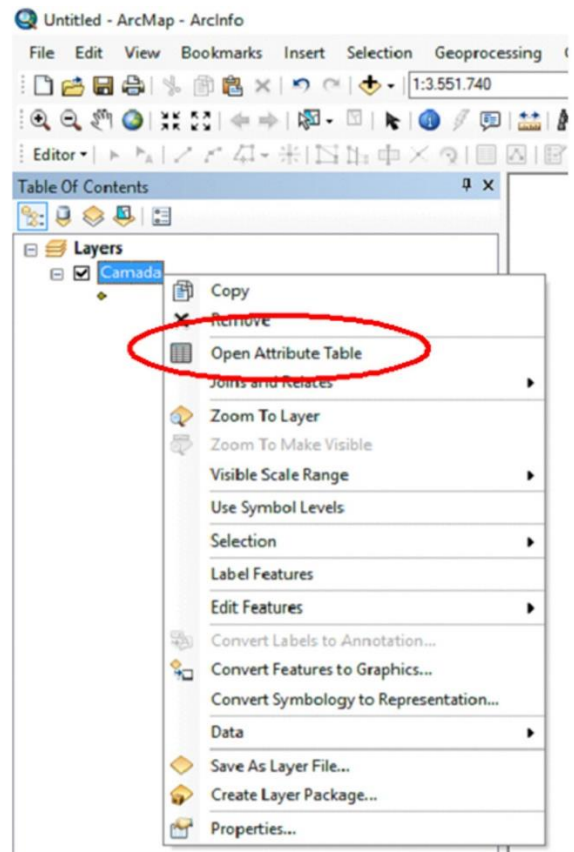 Untitled - ArcMap - ArcInfo
File Edit View Bookmarks Insert Selection Geoprocessing
1:3.551.740
Editor
Table Of Contents
Layers
Camada
Copy
Remove
Open Attribute Table
Joins and Relates
Zoom To Layer
Zoom To Make Visible
Visible Scale Range
Use Symbol Levels
Selection
Label Features
Edit Features
Convert Labels to Annotation...
Convert Features to Graphics...
Convert Symbology to Representation...
Data
Save As Layer File...
Create Layer Package...
Properties...